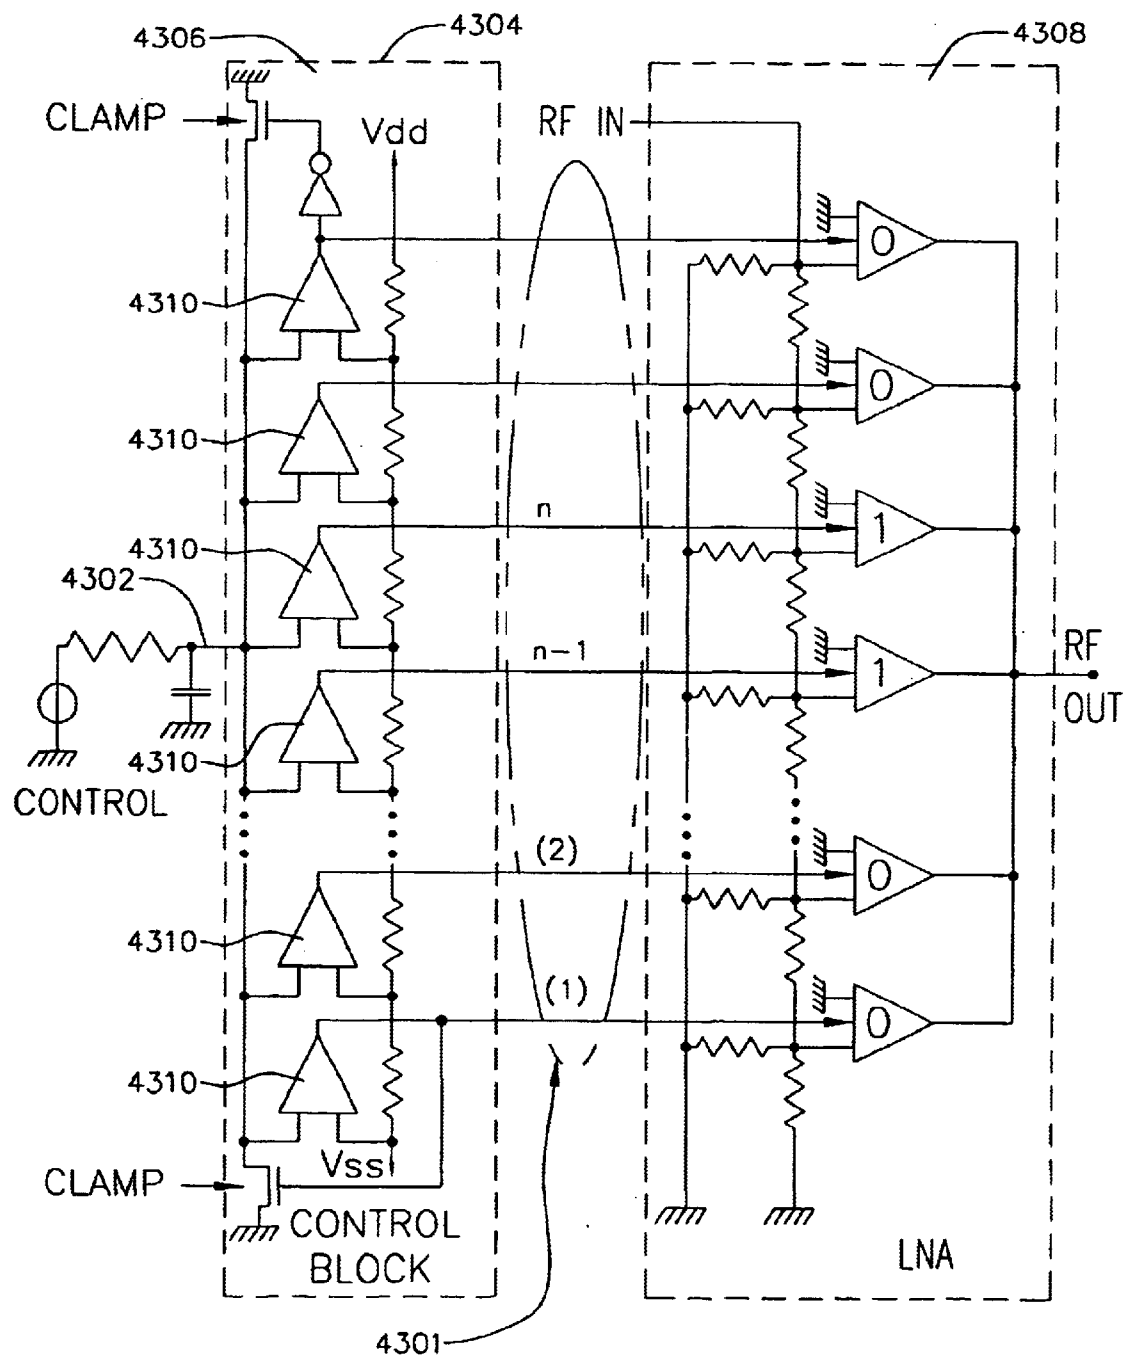 4306
4304
4308
CLAMP
Vdd
RF IN
0
4310
0
4310
n
1
4310
4302
n-1
1
RF
OUT
4310
CONTROL
(2)
0
4310
(1)
0
4310
Vss
CLAMP
CONTROL
BLOCK
LNA
4301